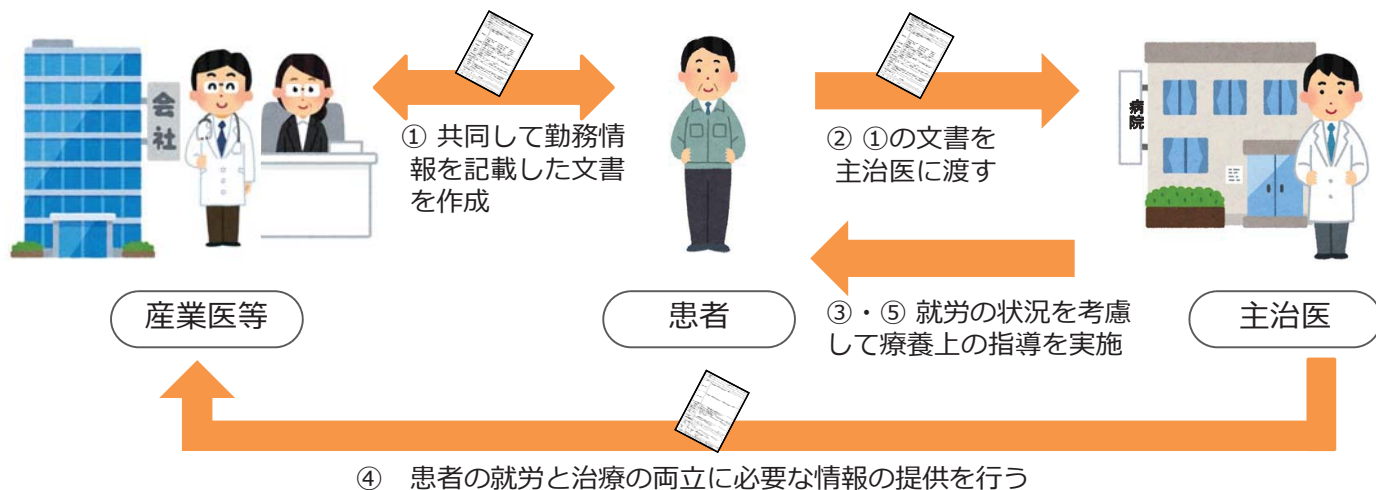 会社
病院
① 共同して勤務情
報を記載した文書
を作成
② ①の文書を
主治医に渡す
③・⑤ 就労の状況を考慮
して療養上の指導を実施
産業医等
患者
主治医
④ 患者の就労と治療の両立に必要な情報の提供を行う